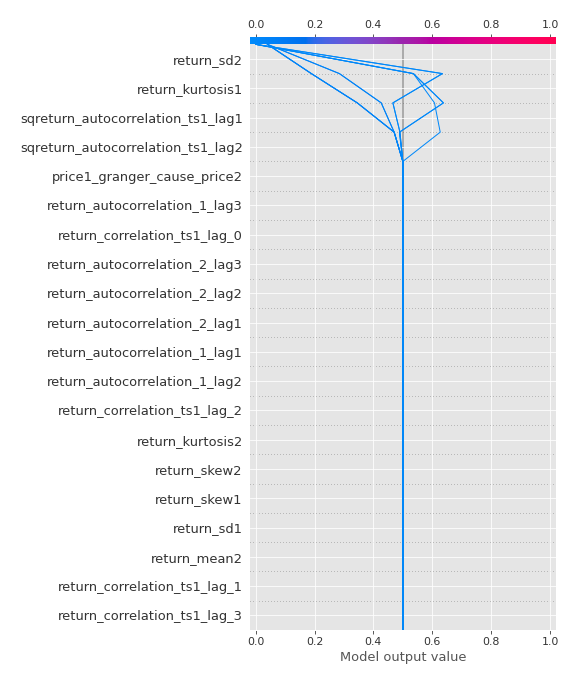 0.0 0.2 0.4 0.6 0.8 1.0
return_sd2
return_kurtosis1
sqreturn_autocorrelation_ts1_lag1
sqreturn_autocorrelation_ts1_lag2
price1_granger_cause_price2
return_autocorrelation_1_lag3
return_correlation_ts1_lag_0
return_autocorrelation_2_lag3
return_autocorrelation_2_lag2
return_autocorrelation_2_lag1
return_autocorrelation_1_lag1
return_autocorrelation_1_lag2
return_correlation_ts1_lag_2
return_kurtosis2
return_skew2
return_skew1
return_sd1
return_mean2
return_correlation_ts1_lag_1
return_correlation_ts1_lag_3
0.0 0.2 0.4 0.6 0.8 1.0
Model output value